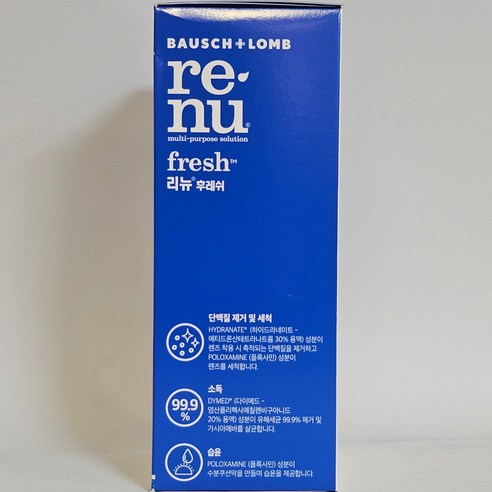 BAUSCH + LOMB
re
nu®
multi-purpose solution
fresh™
리뉴® 후레쉬
단백질 제거 및 세척
HYDRANATE® (하이드라네이트 -
에티드론산테트라나트륨 30% 용액) 성분이
렌즈 착용 시 축적되는 단백질을 제거하고
POLOXAMINE (폴록사민) 성분이
렌즈를 세척합니다.
소독
99.9
%
DYMED® (다이메드 -
염산폴리헥사메칠렌비구아니드
20% 용액) 성분이 유해세균 99.9% 제거 및
가시아메바를 살균합니다.
습윤
POLOXAMINE (폴록사민) 성분이
수분쿠션막을 만들어 습윤을 제공합니다.